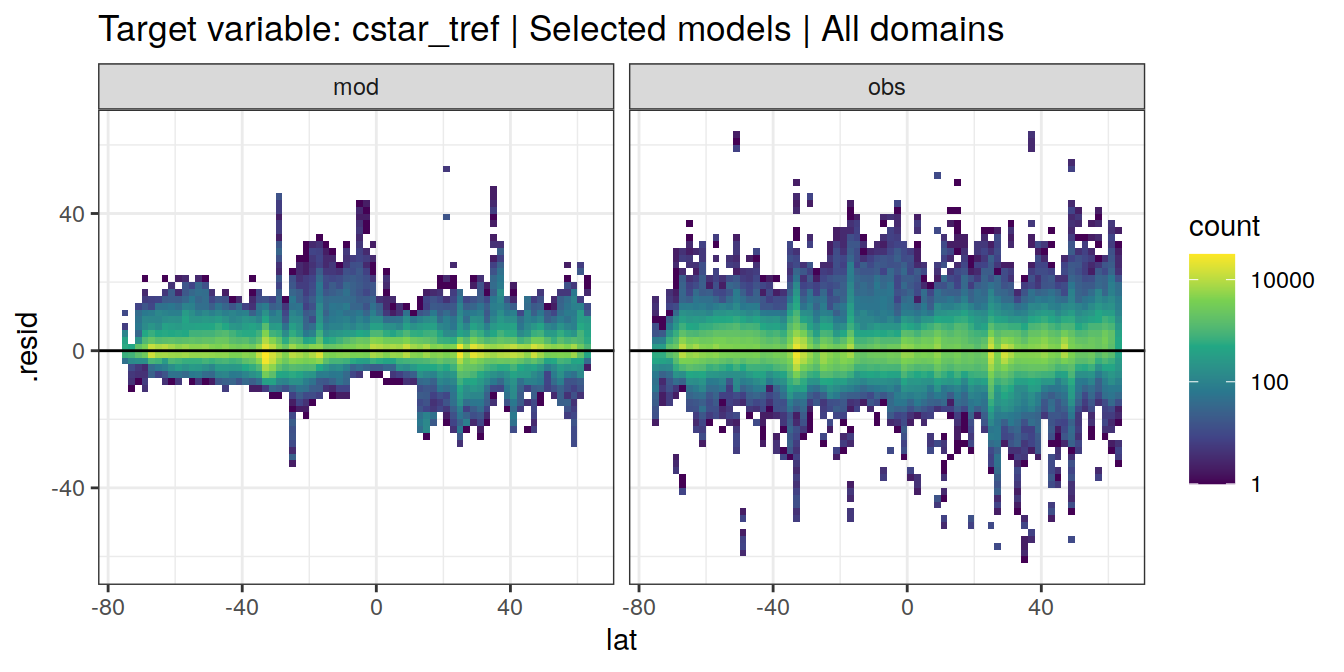 Target variable: cstar_tref | Selected models | All domains
mod
obs
.resid
40
0
-40
-80
-40
0
40
-80
-40
0
40
lat
count
10000
100
1